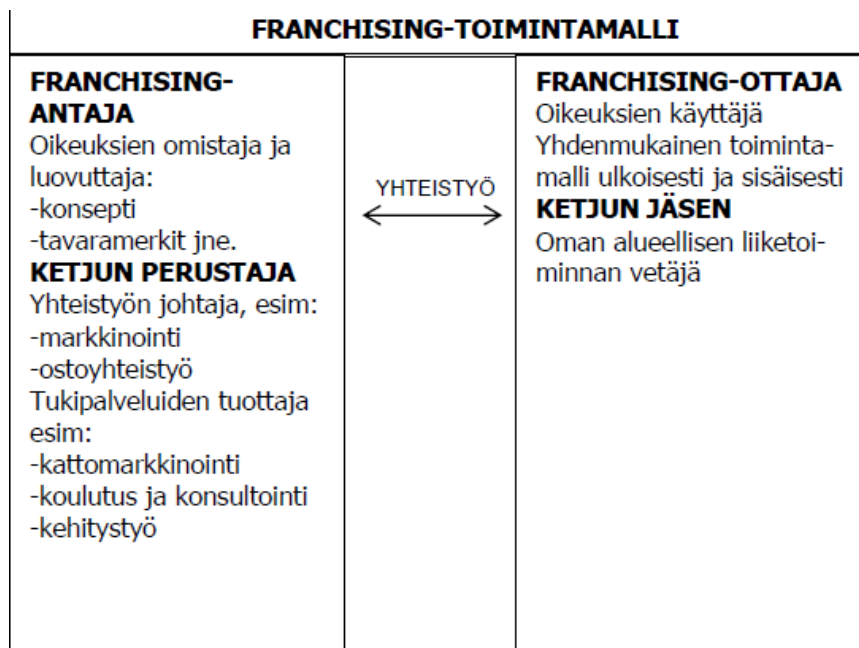 FRANCHISING-TOIMINTAMALLI
FRANCHISING-
ANTAJA
Oikeuksien omistaja ja
luovuttaja:
-konsepti
-tavaramerkit jne.
KETJUN PERUSTAJA
Yhteistyön johtaja, esim:
-markkinointi
-ostoyhteistyö
Tukipalveluiden tuottaja
esim:
-kattomarkkinointi
-koulutus ja konsultointi
-kehitystyö
YHTEISTYÖ
FRANCHISING-OTTAJA
Oikeuksien käyttäjä
Yhdenmukainen toiminta-
malli ulkoisesti ja sisäisesti
KETJUN JÄSEN
Oman alueellisen liiketoi-
minnan vetäjä